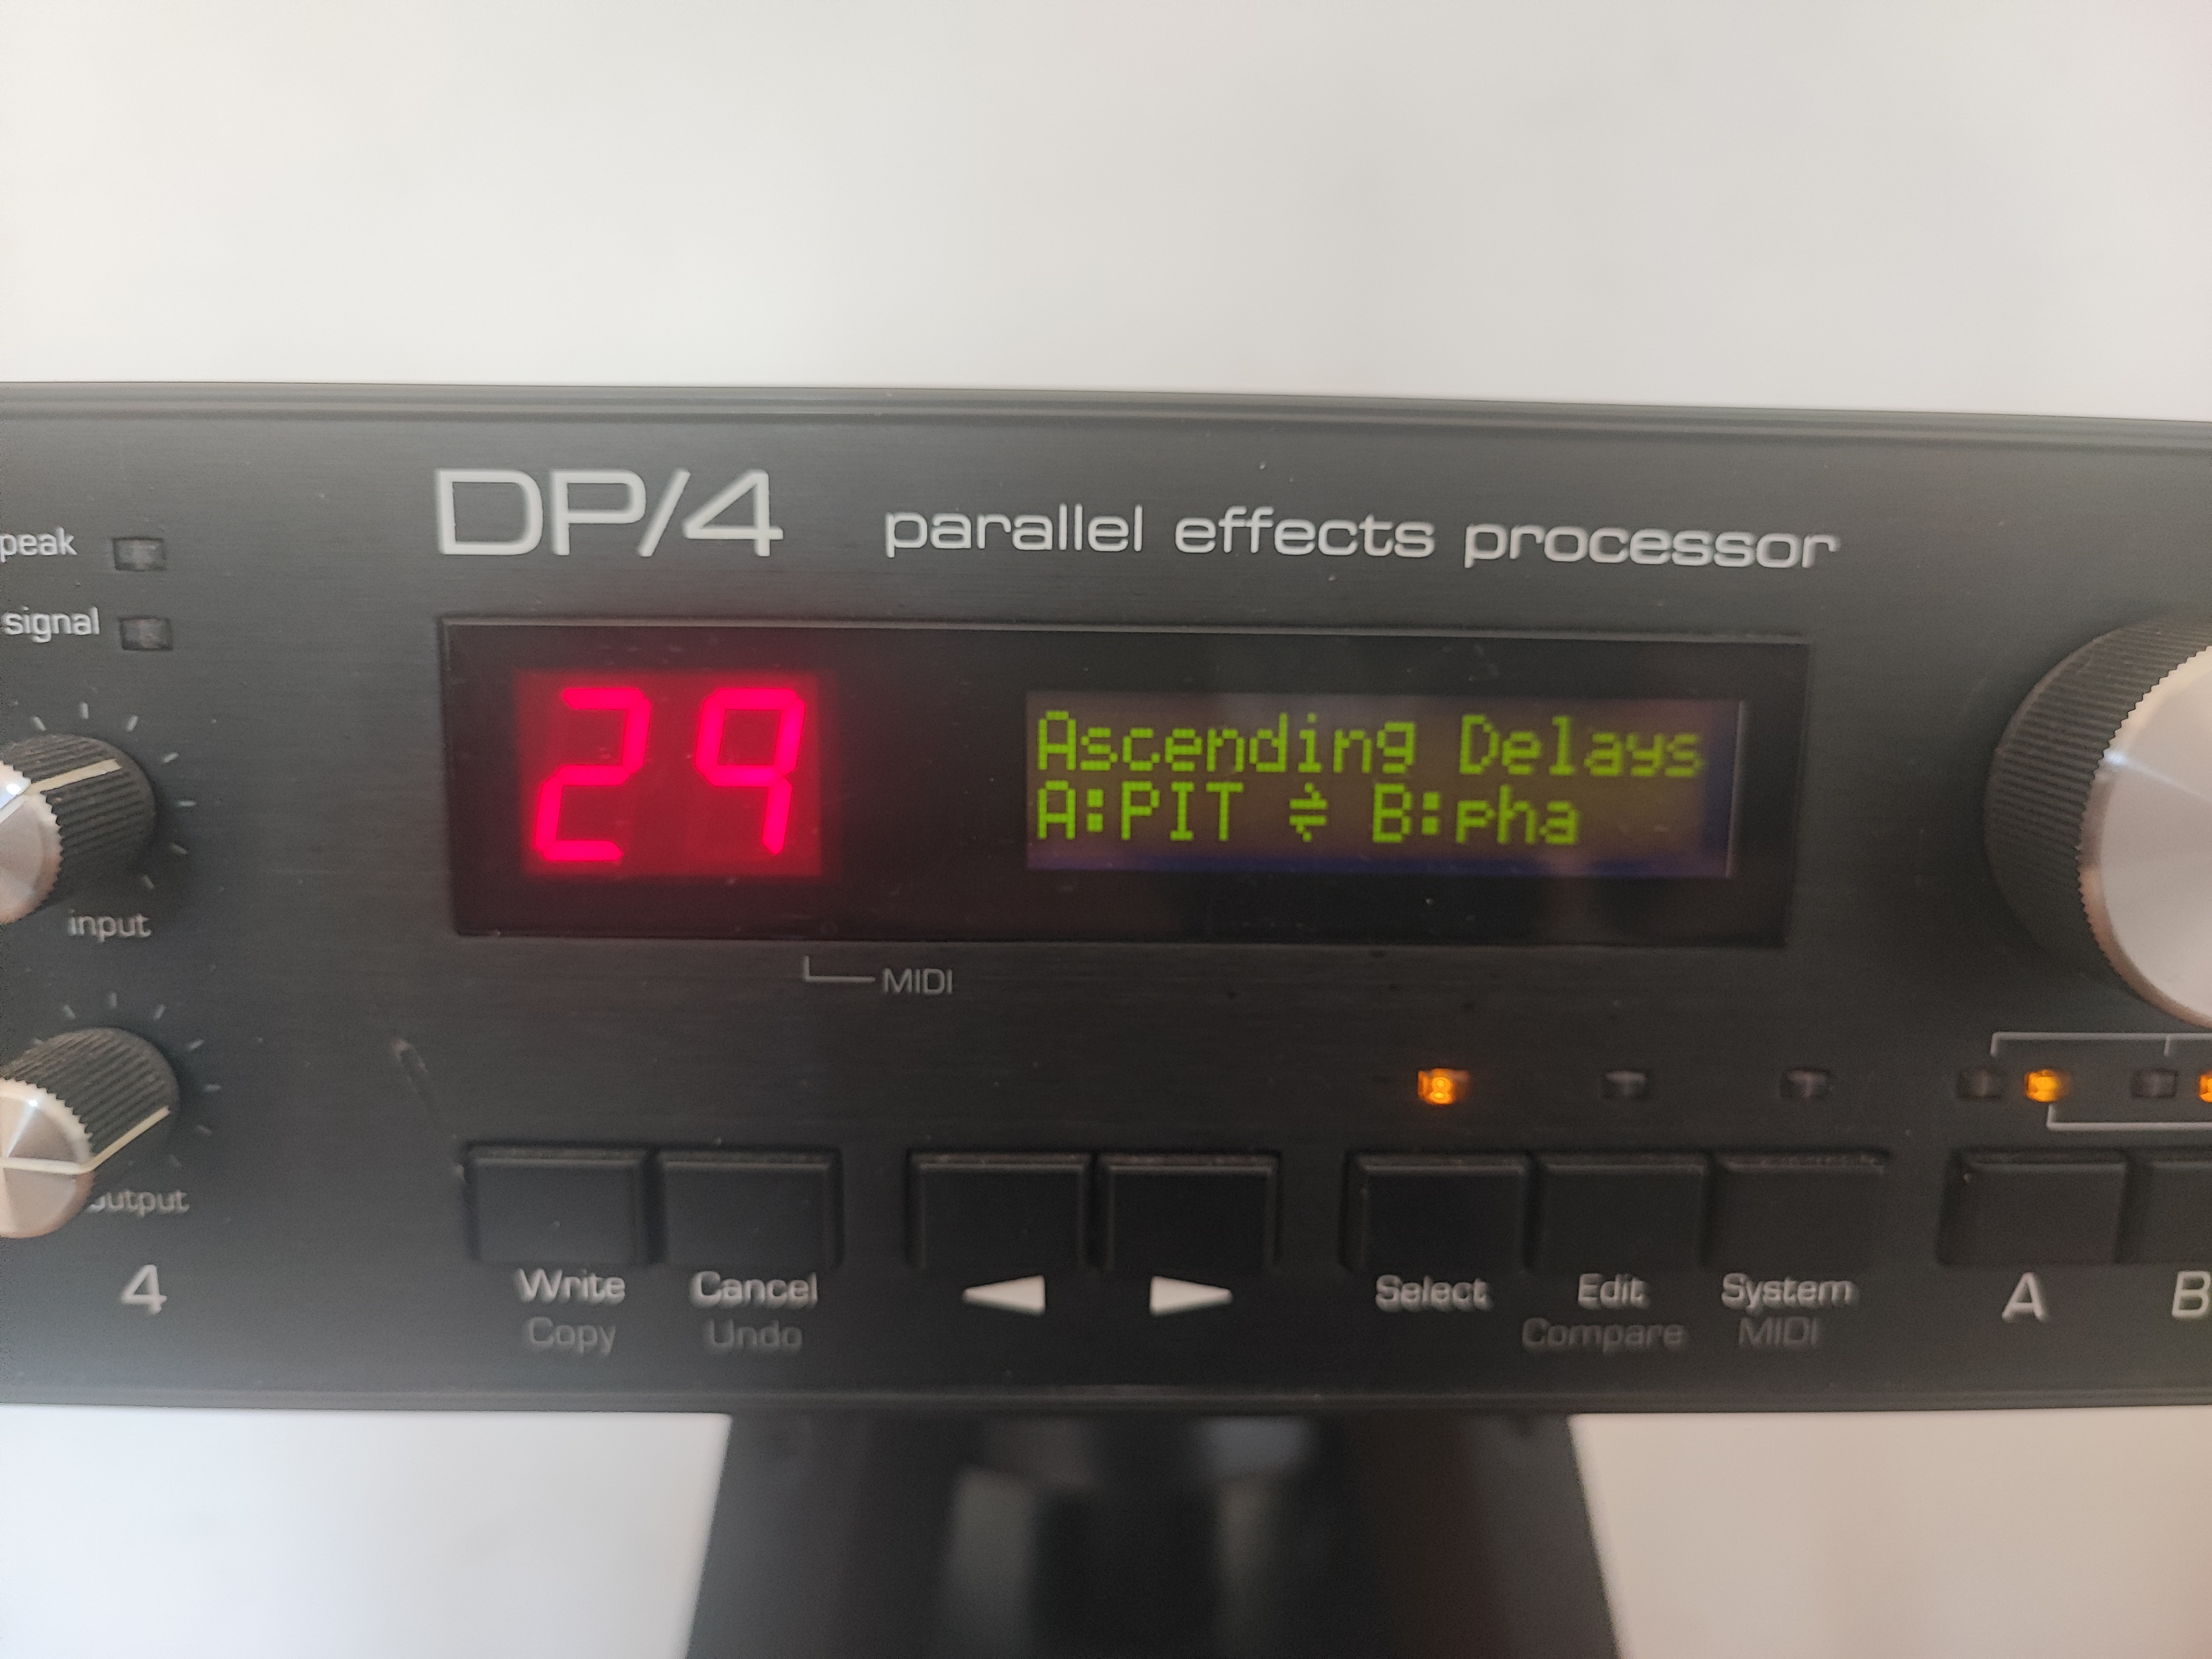 DP/4 parallel effects processor
peak
signal
29
Ascending Delays
A:PIT ⇌ B:pha
input
MIDI
output
4
Write
Copy
Cancel
Undo
Select
Edit
Compare
System
MIDI
A
B